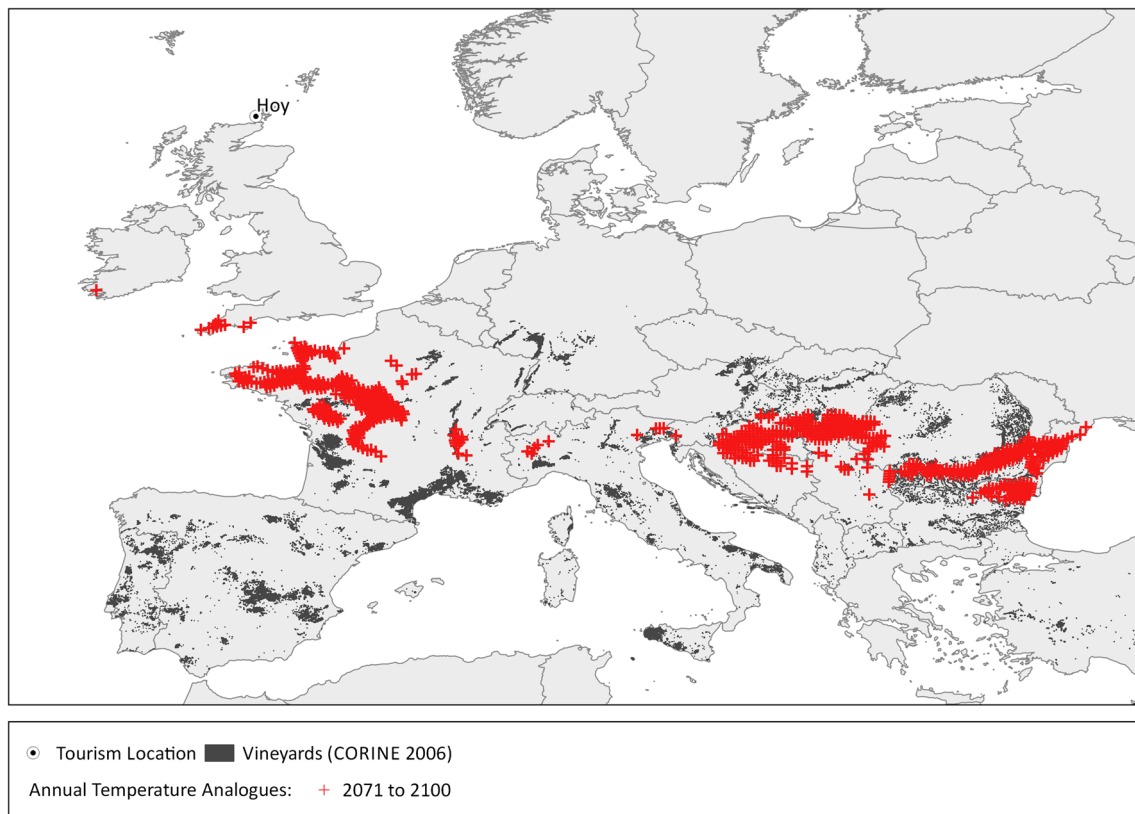 Hoy
Tourism Location Vineyards (CORINE 2006)
Annual Temperature Analogues: + 2071 to 2100